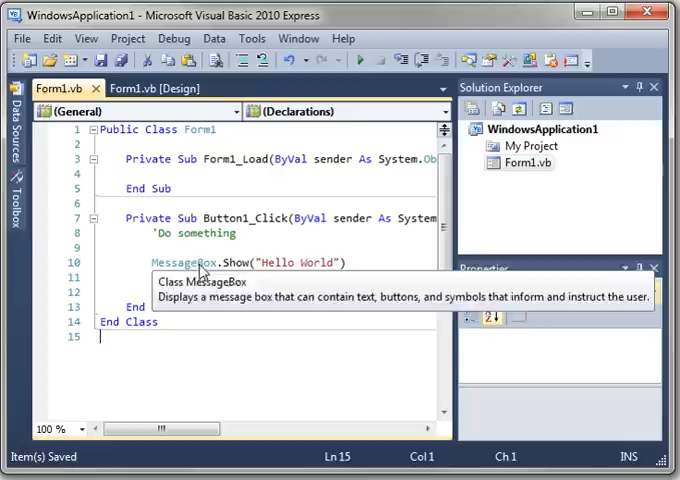 WindowsApplication1 - Microsoft Visual Basic 2010 Express
File Edit View Project Debug Data Tools Window Help
Form1.vb Form1.vb [Design]
(General) (Declarations)
1 Public Class Form1
2
3 Private Sub Form1_Load(ByVal sender As System.Ob
4
5 End Sub
6
7 Private Sub Button1_Click(ByVal sender As System
8 'Do something
9
10 MessageBox.Show("Hello World")
11
12
13 End
14 End Class
15
Class MessageBox
Displays a message box that can contain text, buttons, and symbols that inform and instruct the user.
100 %
Data Sources
Toolbox
Solution Explorer
WindowsApplication1
My Project
Form1.vb
Properties
Item(s) Saved Ln 15 Col 1 Ch 1 INS